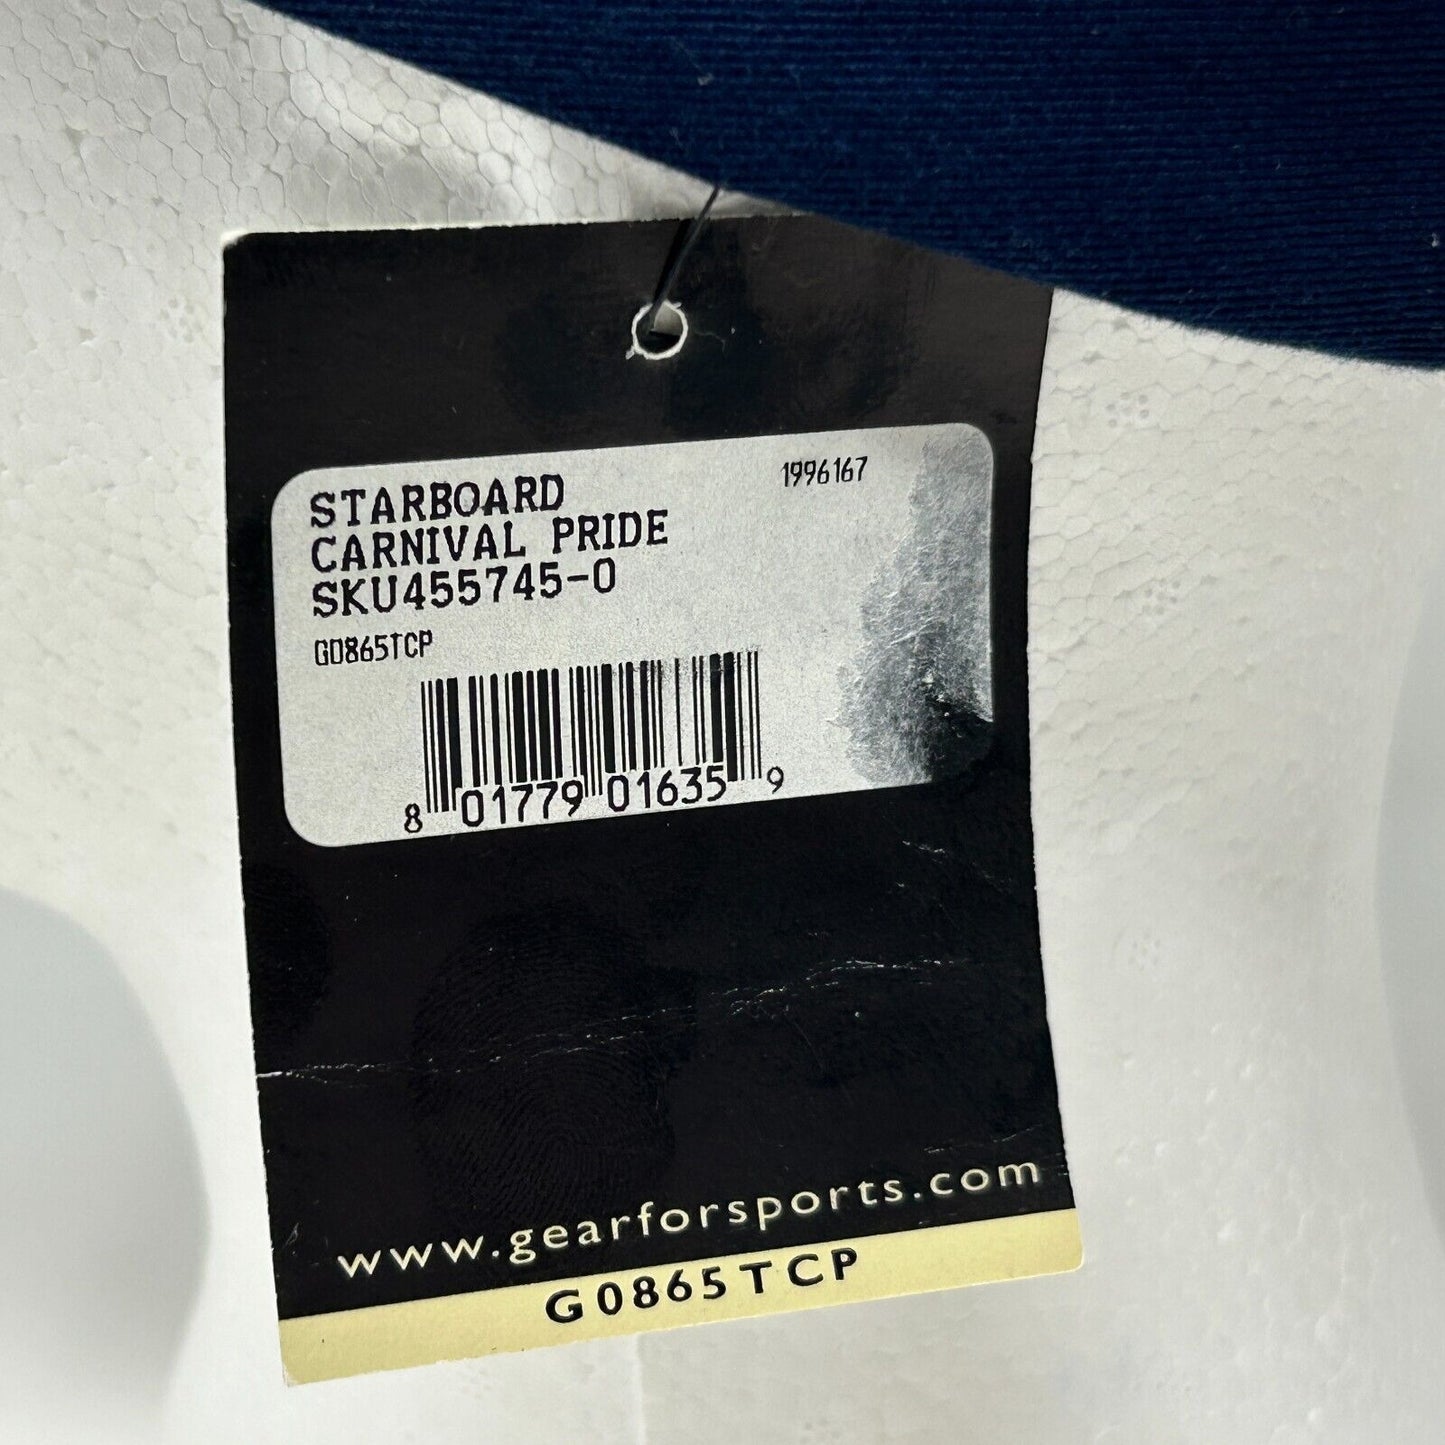 STARBOARD
1996167
CARNIVAL PRIDE
SKU455745-0
G0865TCP
8 01779 01635 9
www.gearforsports.com
G0865TCP